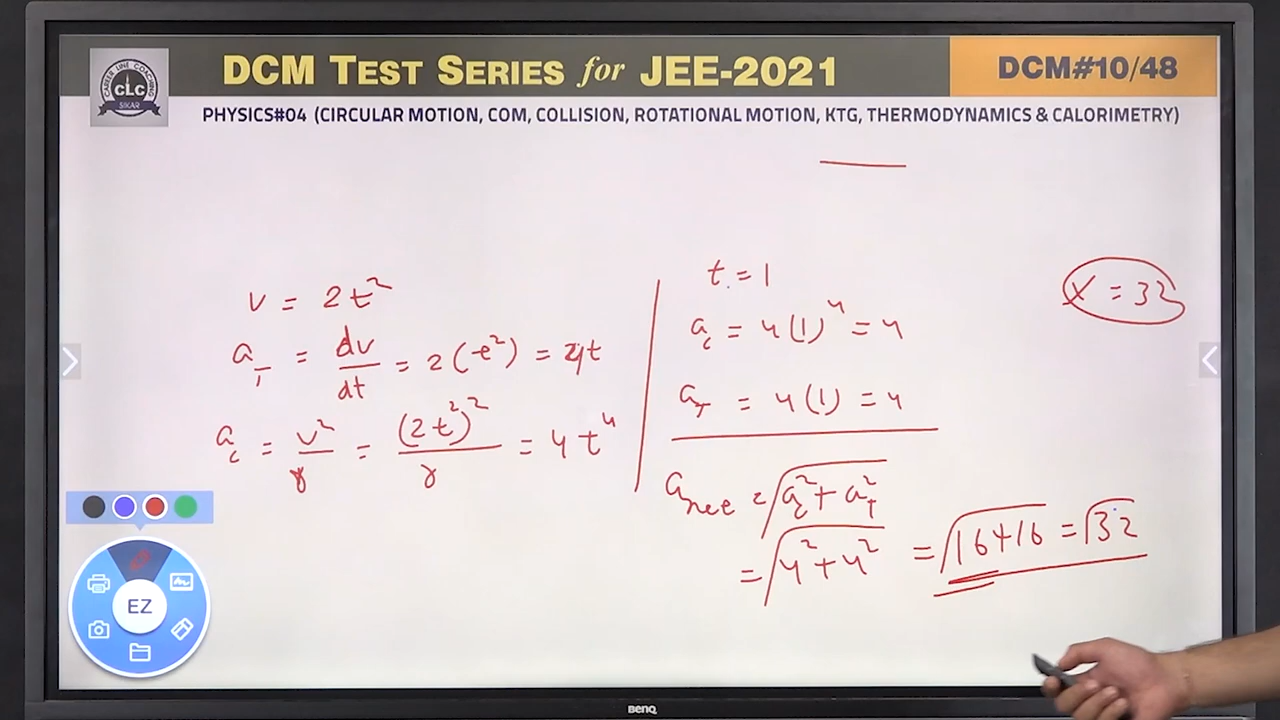 DCM TEST SERIES for JEE-2021
DCM#10/48
CAREER LINE COACHING
CLC
SIKAR
PHYSICS#04 (CIRCULAR MOTION, COM, COLLISION, ROTATIONAL MOTION, KTG, THERMODYNAMICS & CALORIMETRY)
v = 2t²
a_T = dv/dt = 2(t²) = 4t
a_c = v²/r = (2t²)²/r = 4t⁴
t = 1
a_c = 4(1)⁴ = 4
a_T = 4(1) = 4
a_net = √(a_c² + a_T²)
= √(4² + 4²) = √(16+16) = √32
x = 32
EZ
BenQ